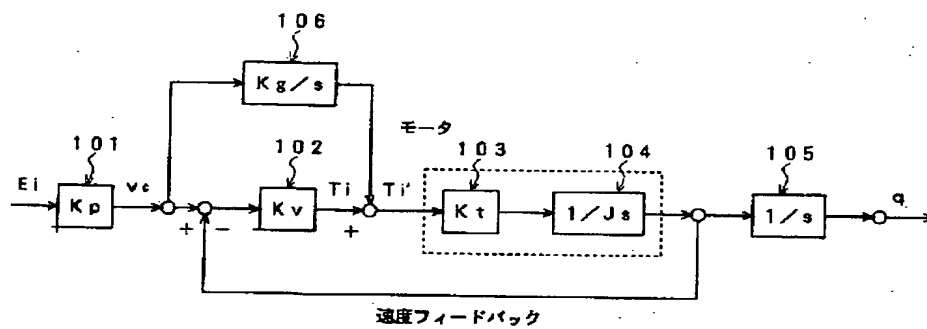 106
Kg/s
モータ
101
102
103
104
105
Ei
Kp
vc
Kv
Ti
Ti'
Kt
1/Js
1/s
q
+
+
-
+
速度フィードバック